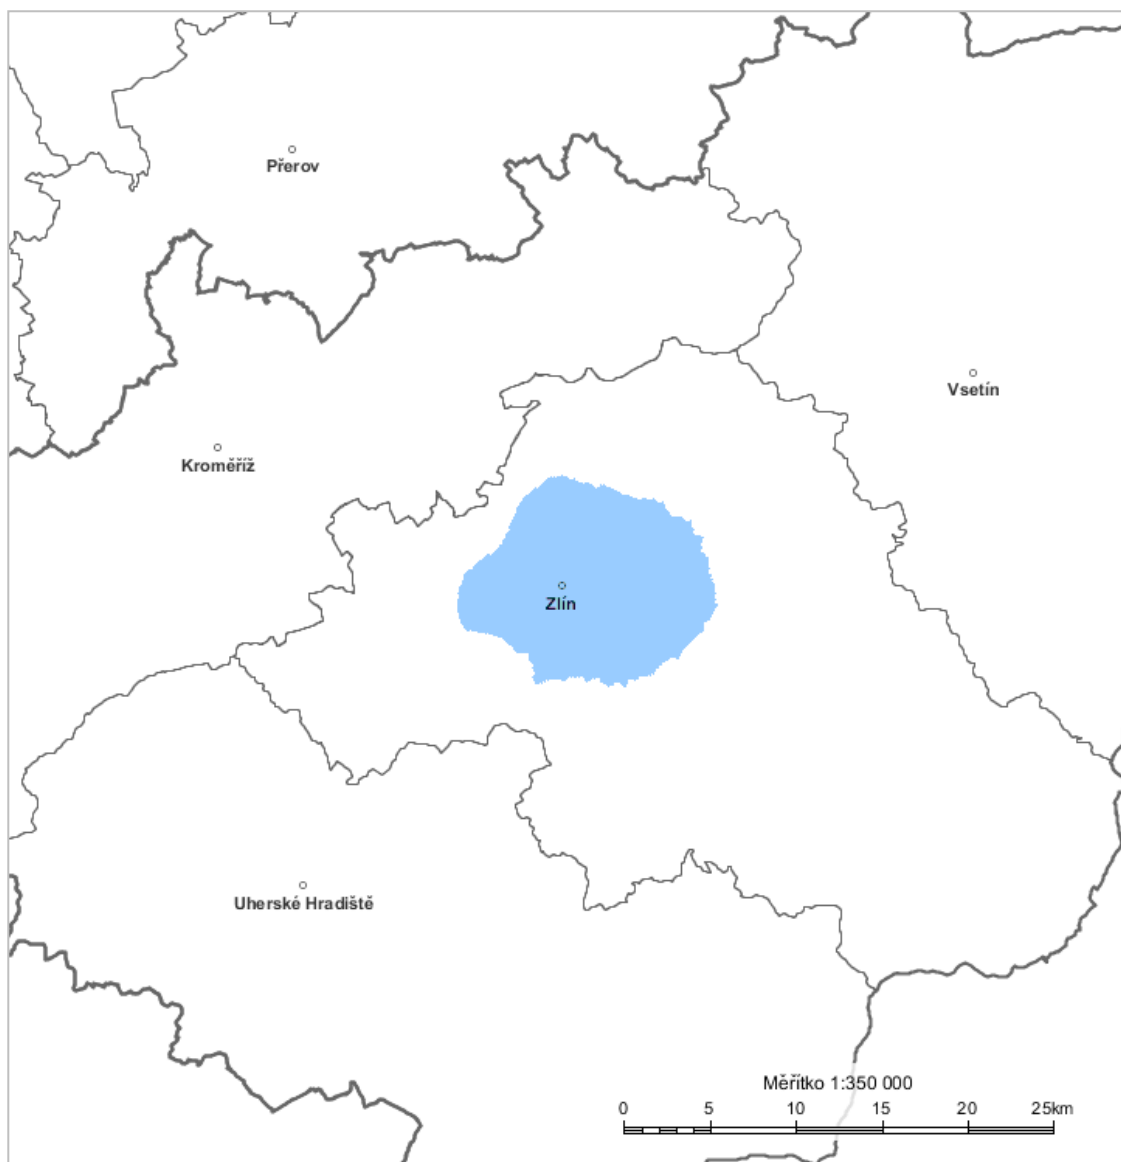 Přerov
Vsetín
Kroměříž
Zlín
Uherské Hradiště
Měřítko 1:350 000
0 5 10 15 20 25km